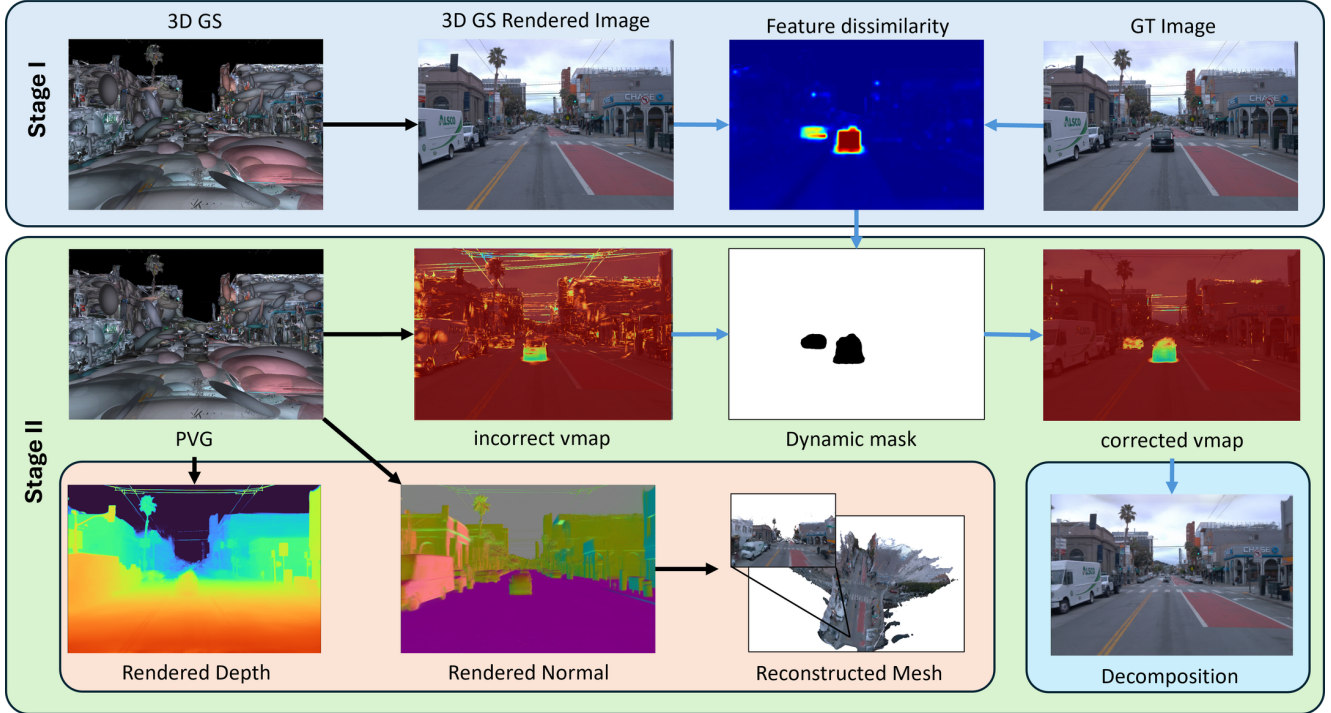 3D GS
3D GS Rendered Image
Feature dissimilarity
GT Image
Stage I
ALSCO
CHASE
ALSCO
CHASE
Stage II
PVG
incorrect vmap
Dynamic mask
corrected vmap
CHASE
Rendered Depth
Rendered Normal
Reconstructed Mesh
Decomposition